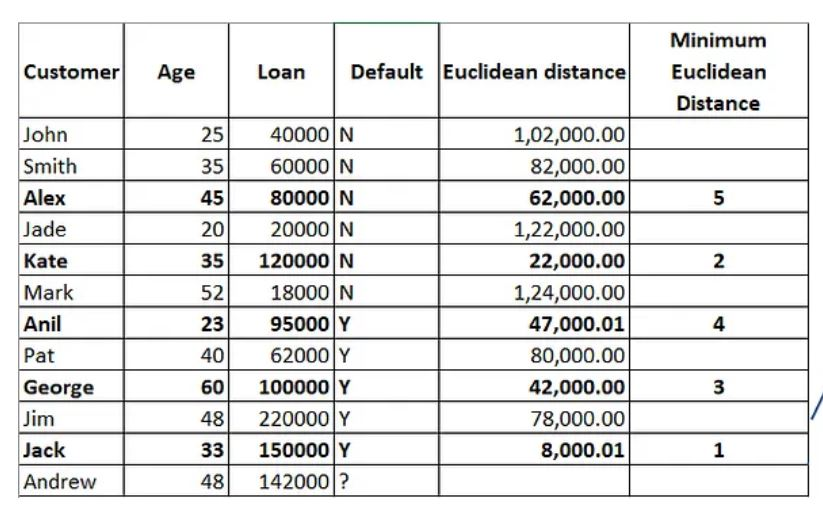 Customer Age Loan Default Euclidean distance Minimum Euclidean Distance
John 25 40000 N 1,02,000.00
Smith 35 60000 N 82,000.00
Alex 45 80000 N 62,000.00 5
Jade 20 20000 N 1,22,000.00
Kate 35 120000 N 22,000.00 2
Mark 52 18000 N 1,24,000.00
Anil 23 95000 Y 47,000.01 4
Pat 40 62000 Y 80,000.00
George 60 100000 Y 42,000.00 3
Jim 48 220000 Y 78,000.00
Jack 33 150000 Y 8,000.01 1
Andrew 48 142000 ?